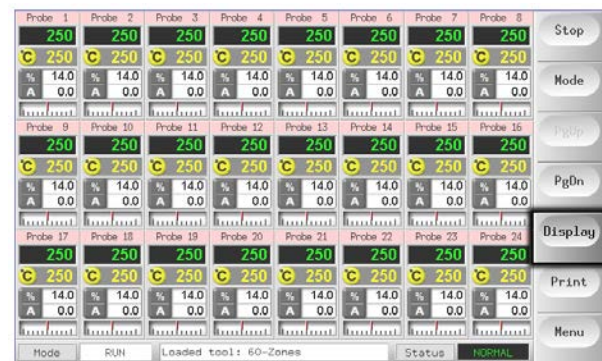 Probe 1 Probe 2 Probe 3 Probe 4 Probe 5 Probe 6 Probe 7 Probe 8
250 250 250 250 250 250 250 250
°C 250 °C 250 °C 250 °C 250 °C 250 °C 250 °C 250 °C 250
% 14.0 % 14.0 % 14.0 % 14.0 % 14.0 % 14.0 % 14.0 % 14.0
A 0.0 A 0.0 A 0.0 A 0.0 A 0.0 A 0.0 A 0.0 A 0.0
Probe 9 Probe 10 Probe 11 Probe 12 Probe 13 Probe 14 Probe 15 Probe 16
250 250 250 250 250 250 250 250
°C 250 °C 250 °C 250 °C 250 °C 250 °C 250 °C 250 °C 250
% 14.0 % 14.0 % 14.0 % 14.0 % 14.0 % 14.0 % 14.0 % 14.0
A 0.0 A 0.0 A 0.0 A 0.0 A 0.0 A 0.0 A 0.0 A 0.0
Probe 17 Probe 18 Probe 19 Probe 20 Probe 21 Probe 22 Probe 23 Probe 24
250 250 250 250 250 250 250 250
°C 250 °C 250 °C 250 °C 250 °C 250 °C 250 °C 250 °C 250
% 14.0 % 14.0 % 14.0 % 14.0 % 14.0 % 14.0 % 14.0 % 14.0
A 0.0 A 0.0 A 0.0 A 0.0 A 0.0 A 0.0 A 0.0 A 0.0
Mode RUN Loaded tool: 60-Zones Status NORMAL
Stop
Mode
PgUp
PgDn
Display
Print
Menu